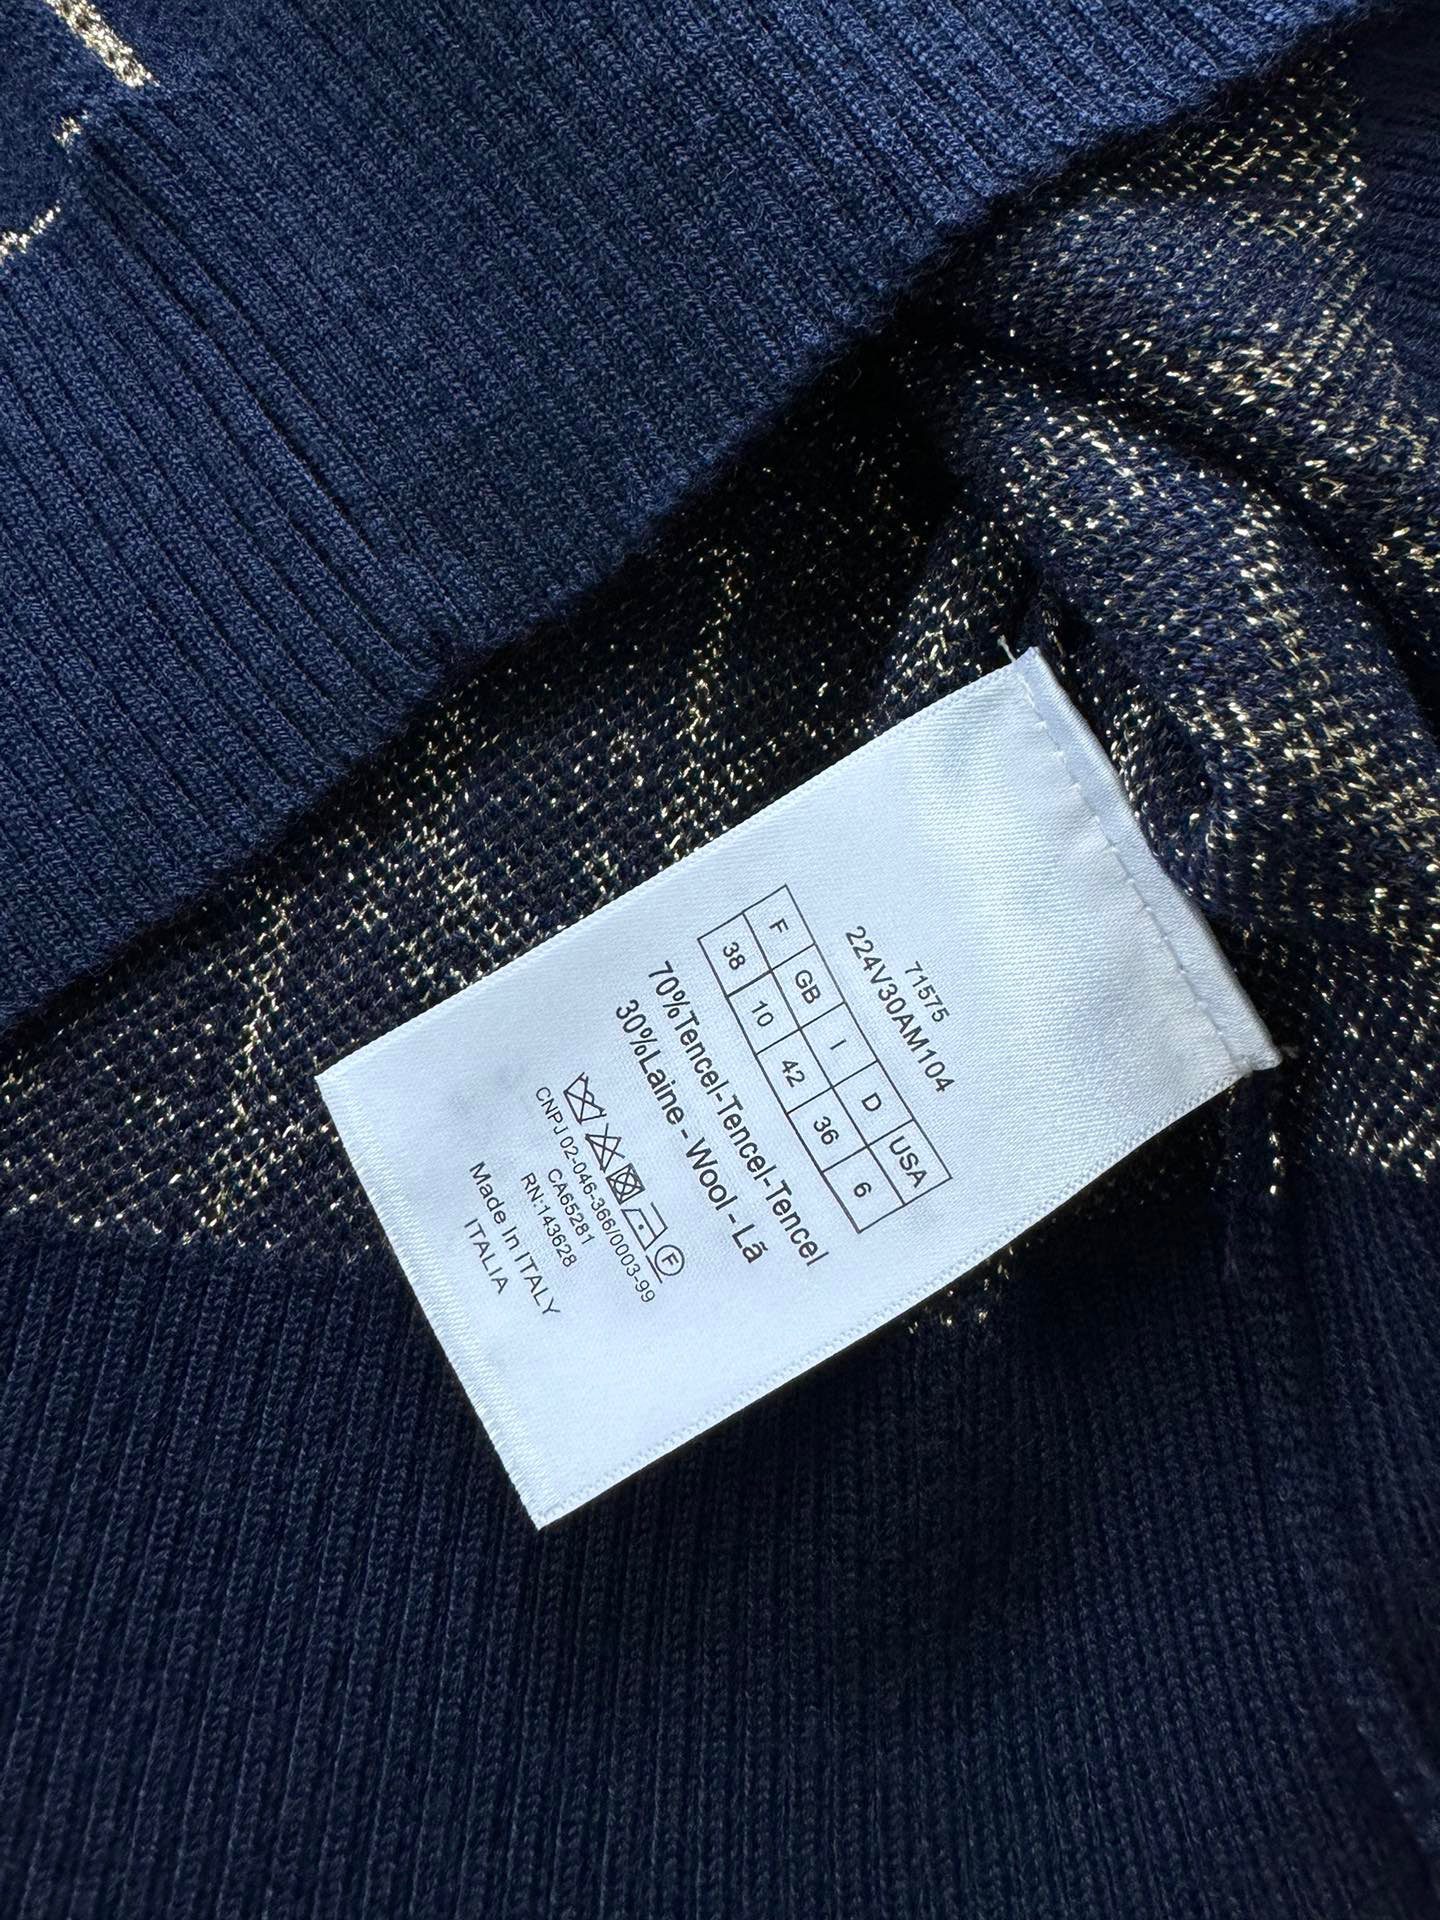 71575
224V30AM104
F GB I D USA
38 10 42 36 6
70%Tencel-Tencel-Tencel
30%Laine - Wool - Lã
F
CNPJ 02-046-366/0003-99
CA65281
RN:143628
Made In ITALY
ITALIA